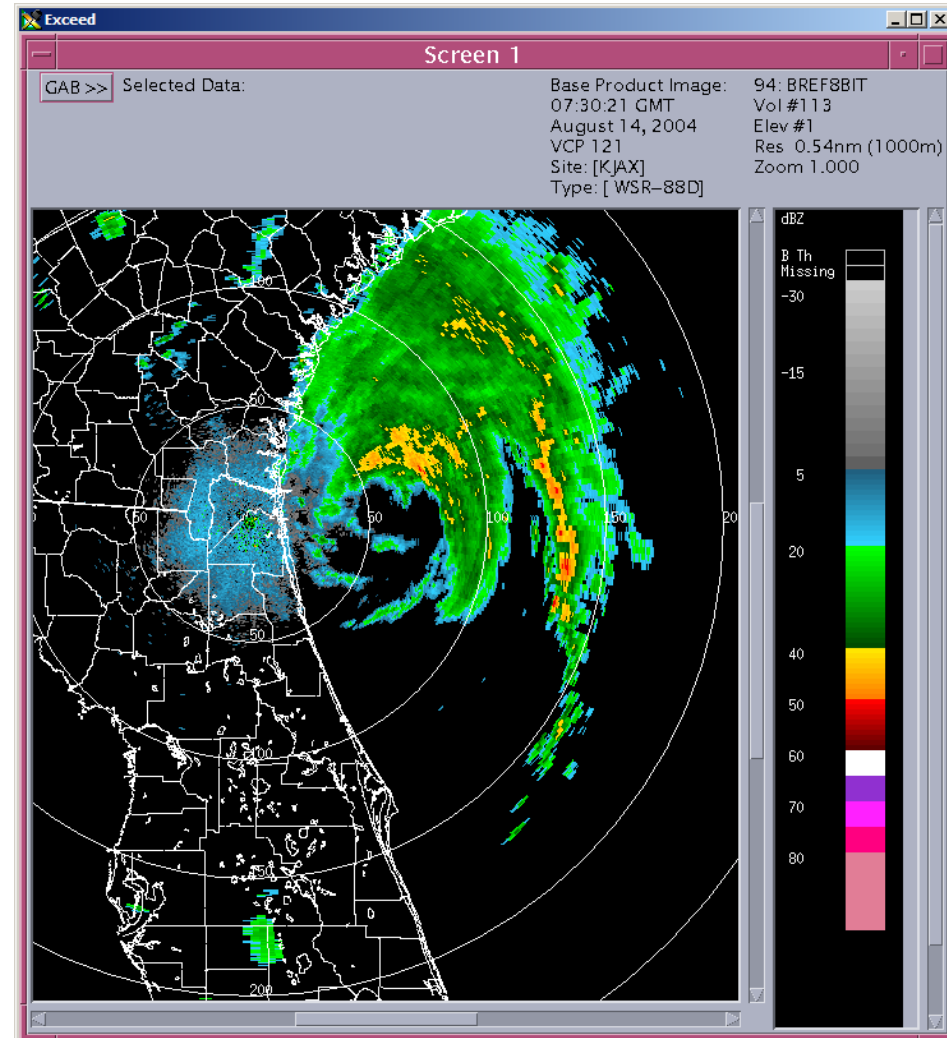 Exceed
Screen 1
GAB >> Selected Data:
Base Product Image:
07:30:21 GMT
August 14, 2004
VCP 121
Site: [KJAX]
Type: [ WSR-88D]
94: BREF8BIT
Vol #113
Elev #1
Res 0.54nm (1000m)
Zoom 1.000
dBZ
B Th
Missing
-30
-15
5
20
40
50
60
70
80
100
50
50
50
100
150
20
50
100
150
200